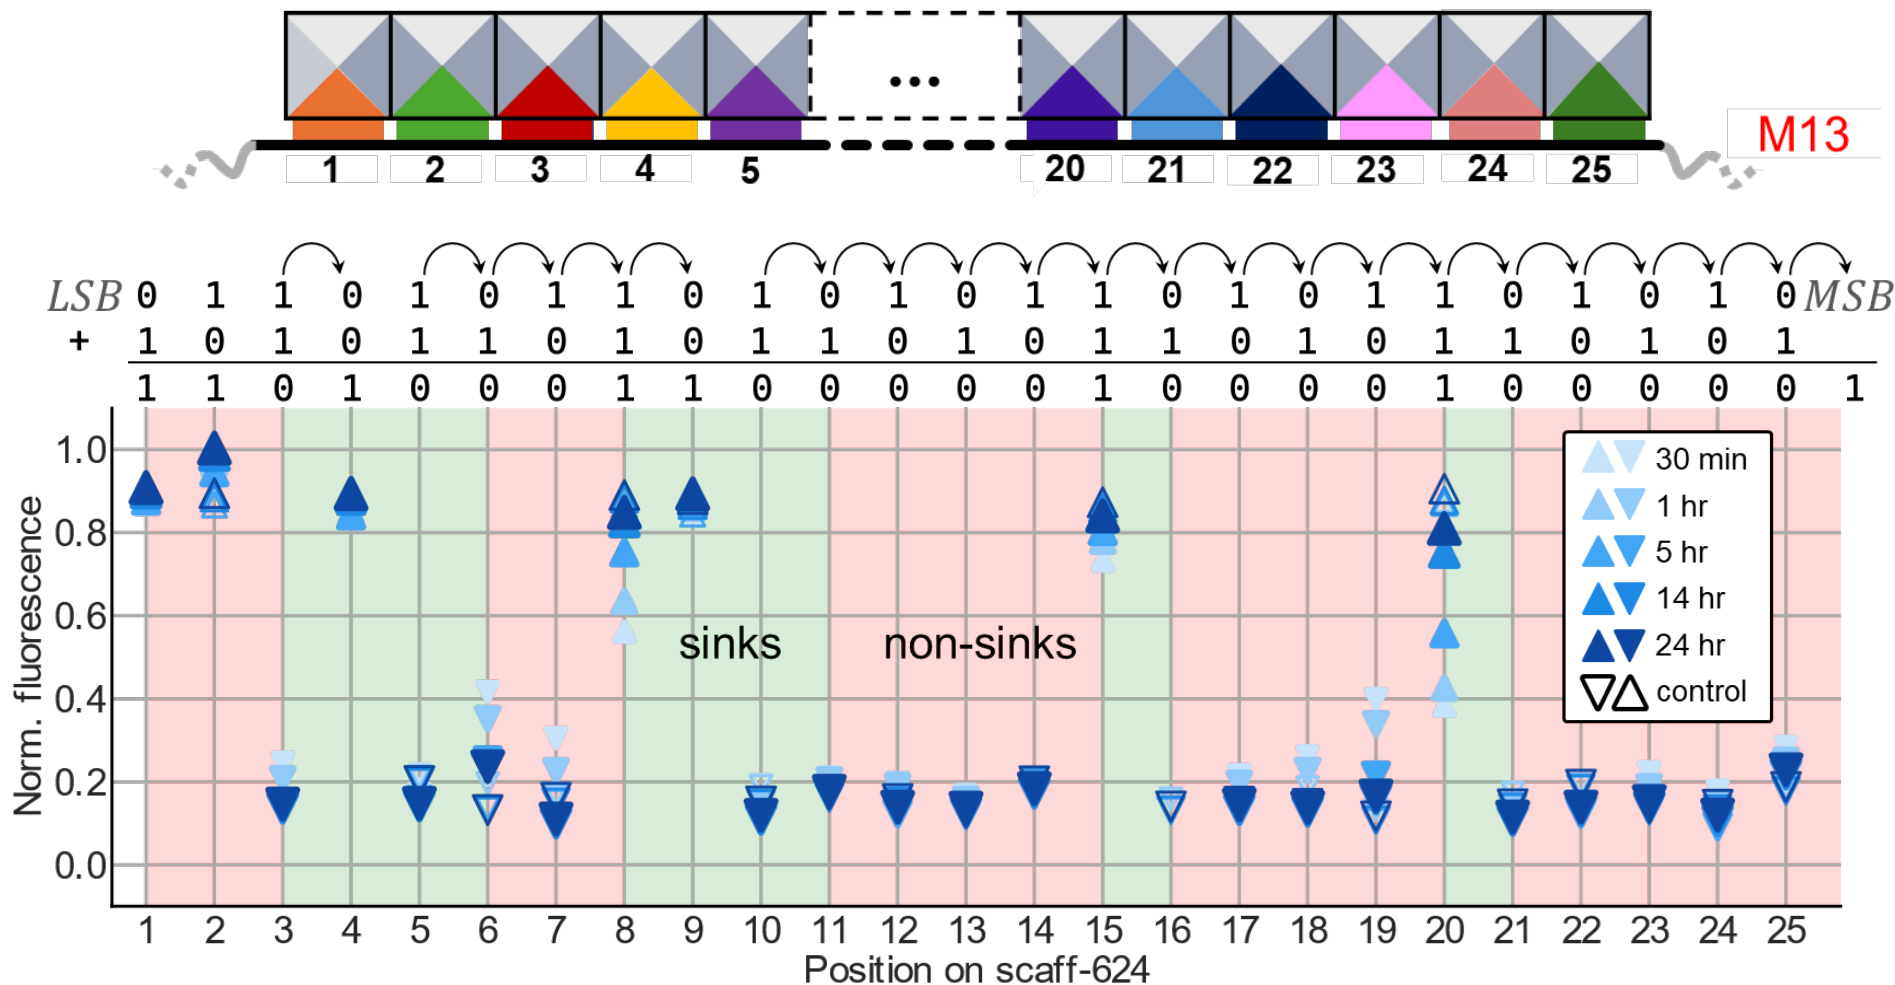 ...
M13
1 2 3 4 5 20 21 22 23 24 25
LSB 0 1 1 0 1 0 1 1 0 1 0 1 0 1 1 0 1 0 1 1 0 1 0 1 0 MSB
+ 1 0 1 0 1 1 0 1 0 1 1 0 1 0 1 1 0 1 0 1 1 0 1 0 1
1 1 0 1 0 0 0 1 1 0 0 0 0 0 1 0 0 0 0 1 0 0 0 0 0 1
Norm. fluorescence
1.0
0.8
0.6
0.4
0.2
0.0
sinks
non-sinks
30 min
1 hr
5 hr
14 hr
24 hr
control
1 2 3 4 5 6 7 8 9 10 11 12 13 14 15 16 17 18 19 20 21 22 23 24 25
Position on scaff-624